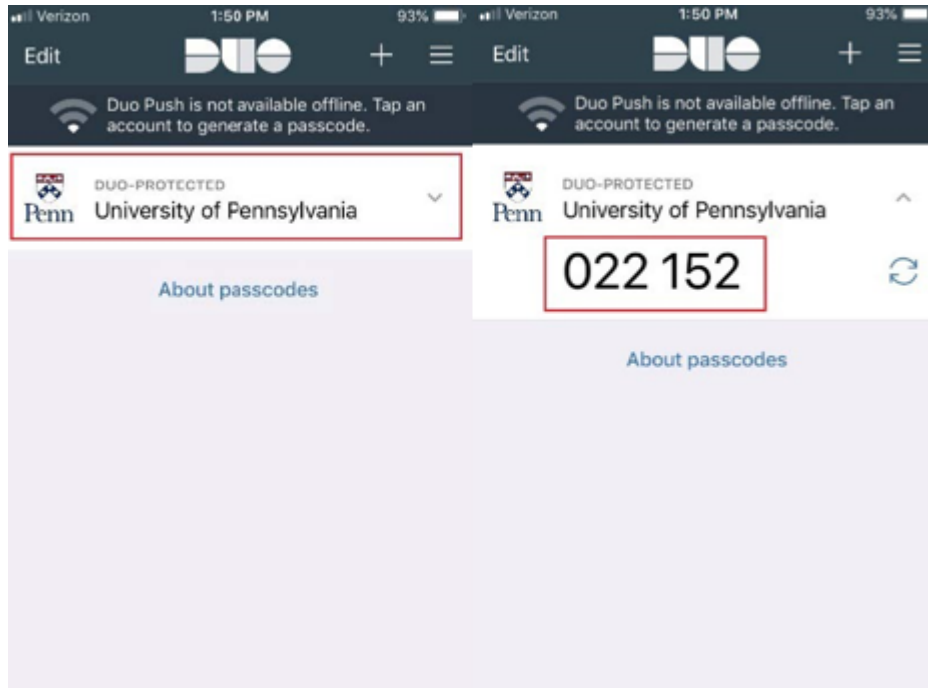 Verizon 1:50 PM 93%
Edit DUO
Duo Push is not available offline. Tap an
account to generate a passcode.
DUO-PROTECTED
Penn University of Pennsylvania
About passcodes
Verizon 1:50 PM 93%
Edit DUO
Duo Push is not available offline. Tap an
account to generate a passcode.
DUO-PROTECTED
Penn University of Pennsylvania
022 152
About passcodes